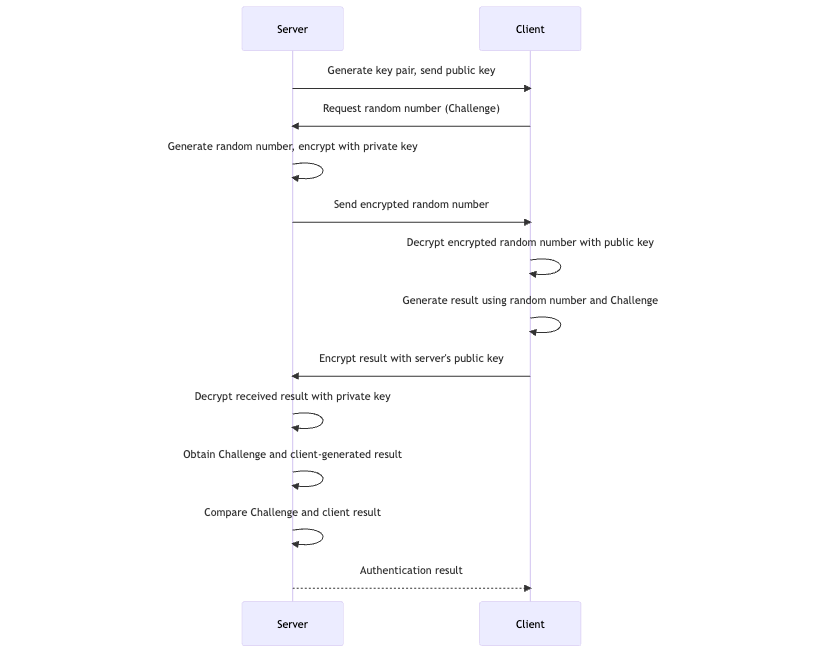 Server
Client
Generate key pair, send public key
Request random number (Challenge)
Generate random number, encrypt with private key
Send encrypted random number
Decrypt encrypted random number with public key
Generate result using random number and Challenge
Encrypt result with server's public key
Decrypt received result with private key
Obtain Challenge and client-generated result
Compare Challenge and client result
Authentication result
Server
Client